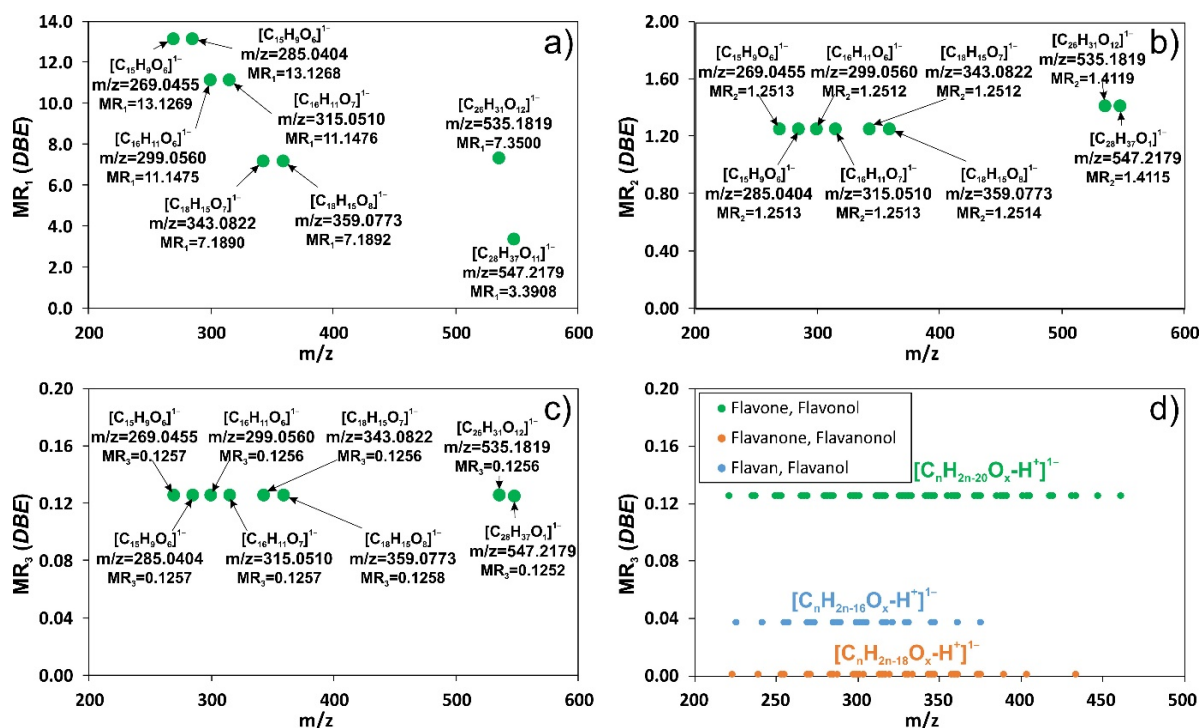 a)
MR₁ (DBE)
14.0
12.0
10.0
8.0
6.0
4.0
2.0
0.0
[C₁₅H₉O₆]¹⁻
m/z=285.0404
MR₁=13.1268
[C₁₅H₉O₆]¹⁻
m/z=269.0455
MR₁=13.1269
[C₁₆H₁₁O₇]¹⁻
m/z=315.0510
MR₁=11.1476
[C₁₆H₁₁O₆]¹⁻
m/z=299.0560
MR₁=11.1475
[C₂₆H₃₁O₁₂]¹⁻
m/z=535.1819
MR₁=7.3500
[C₁₈H₁₅O₇]¹⁻
m/z=343.0822
MR₁=7.1890
[C₁₈H₁₅O₈]¹⁻
m/z=359.0773
MR₁=7.1892
[C₂₈H₃₇O₁₁]¹⁻
m/z=547.2179
MR₁=3.3908
200 300 400 500 600
m/z
b)
MR₂ (DBE)
2.00
1.60
1.20
0.80
0.40
0.00
[C₁₅H₉O₆]¹⁻
m/z=269.0455
MR₂=1.2513
[C₁₆H₁₁O₆]¹⁻
m/z=299.0560
MR₂=1.2512
[C₁₈H₁₅O₇]¹⁻
m/z=343.0822
MR₂=1.2512
[C₂₆H₃₁O₁₂]¹⁻
m/z=535.1819
MR₂=1.4119
[C₁₅H₉O₆]¹⁻
m/z=285.0404
MR₂=1.2513
[C₁₆H₁₁O₇]¹⁻
m/z=315.0510
MR₂=1.2513
[C₁₈H₁₅O₈]¹⁻
m/z=359.0773
MR₂=1.2514
[C₂₈H₃₇O₁]¹⁻
m/z=547.2179
MR₂=1.4115
200 300 400 500 600
m/z
c)
MR₃ (DBE)
0.20
0.16
0.12
0.08
0.04
0.00
[C₁₅H₉O₆]¹⁻
m/z=269.0455
MR₃=0.1257
[C₁₆H₁₁O₆]¹⁻
m/z=299.0560
MR₃=0.1256
[C₁₈H₁₅O₇]¹⁻
m/z=343.0822
MR₃=0.1256
[C₂₆H₃₁O₁₂]¹⁻
m/z=535.1819
MR₃=0.1256
[C₁₅H₉O₆]¹⁻
m/z=285.0404
MR₃=0.1257
[C₁₆H₁₁O₇]¹⁻
m/z=315.0510
MR₃=0.1257
[C₁₈H₁₅O₈]¹⁻
m/z=359.0773
MR₃=0.1258
[C₂₈H₃₇O₁]¹⁻
m/z=547.2179
MR₃=0.1252
200 300 400 500 600
m/z
d)
MR₃ (DBE)
0.20
0.16
0.12
0.08
0.04
0.00
Flavone, Flavonol
Flavanone, Flavanonol
Flavan, Flavanol
[CₙH₂ₙ₋₂₀Oₓ-H⁺]¹⁻
[CₙH₂ₙ₋₁₆Oₓ-H⁺]¹⁻
[CₙH₂ₙ₋₁₈Oₓ-H⁺]¹⁻
200 250 300 350 400 450 500
m/z